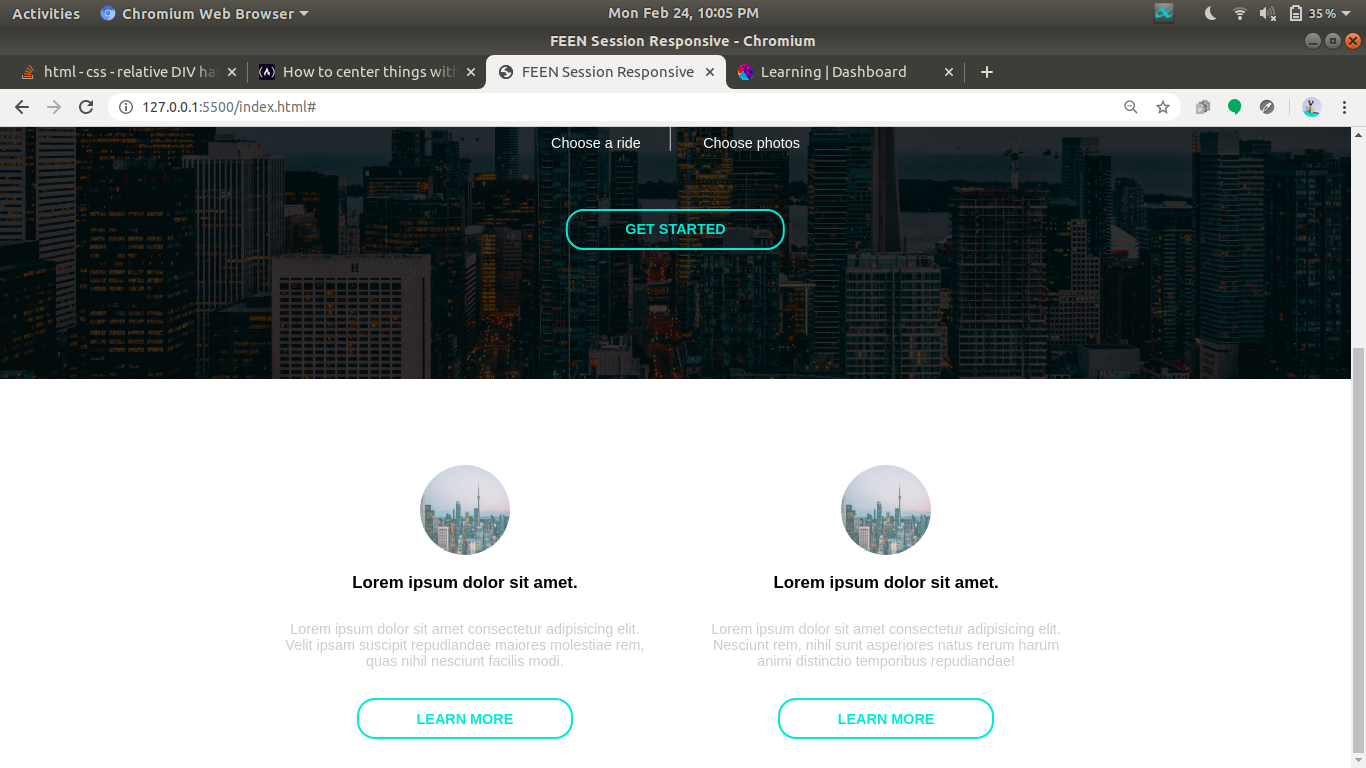 Activities
Chromium Web Browser
Mon Feb 24, 10:05 PM
35%
FEEN Session Responsive - Chromium
html - css - relative DIV ha
How to center things wit
FEEN Session Responsive
Learning | Dashboard
127.0.0.1:5500/index.html#
Choose a ride
Choose photos
GET STARTED
Lorem ipsum dolor sit amet.
Lorem ipsum dolor sit amet consectetur adipisicing elit.
Velit ipsam suscipit repudiandae maiores molestiae rem,
quas nihil nesciunt facilis modi.
LEARN MORE
Lorem ipsum dolor sit amet.
Lorem ipsum dolor sit amet consectetur adipisicing elit.
Nesciunt rem, nihil sunt asperiores natus rerum harum
animi distinctio temporibus repudiandae!
LEARN MORE